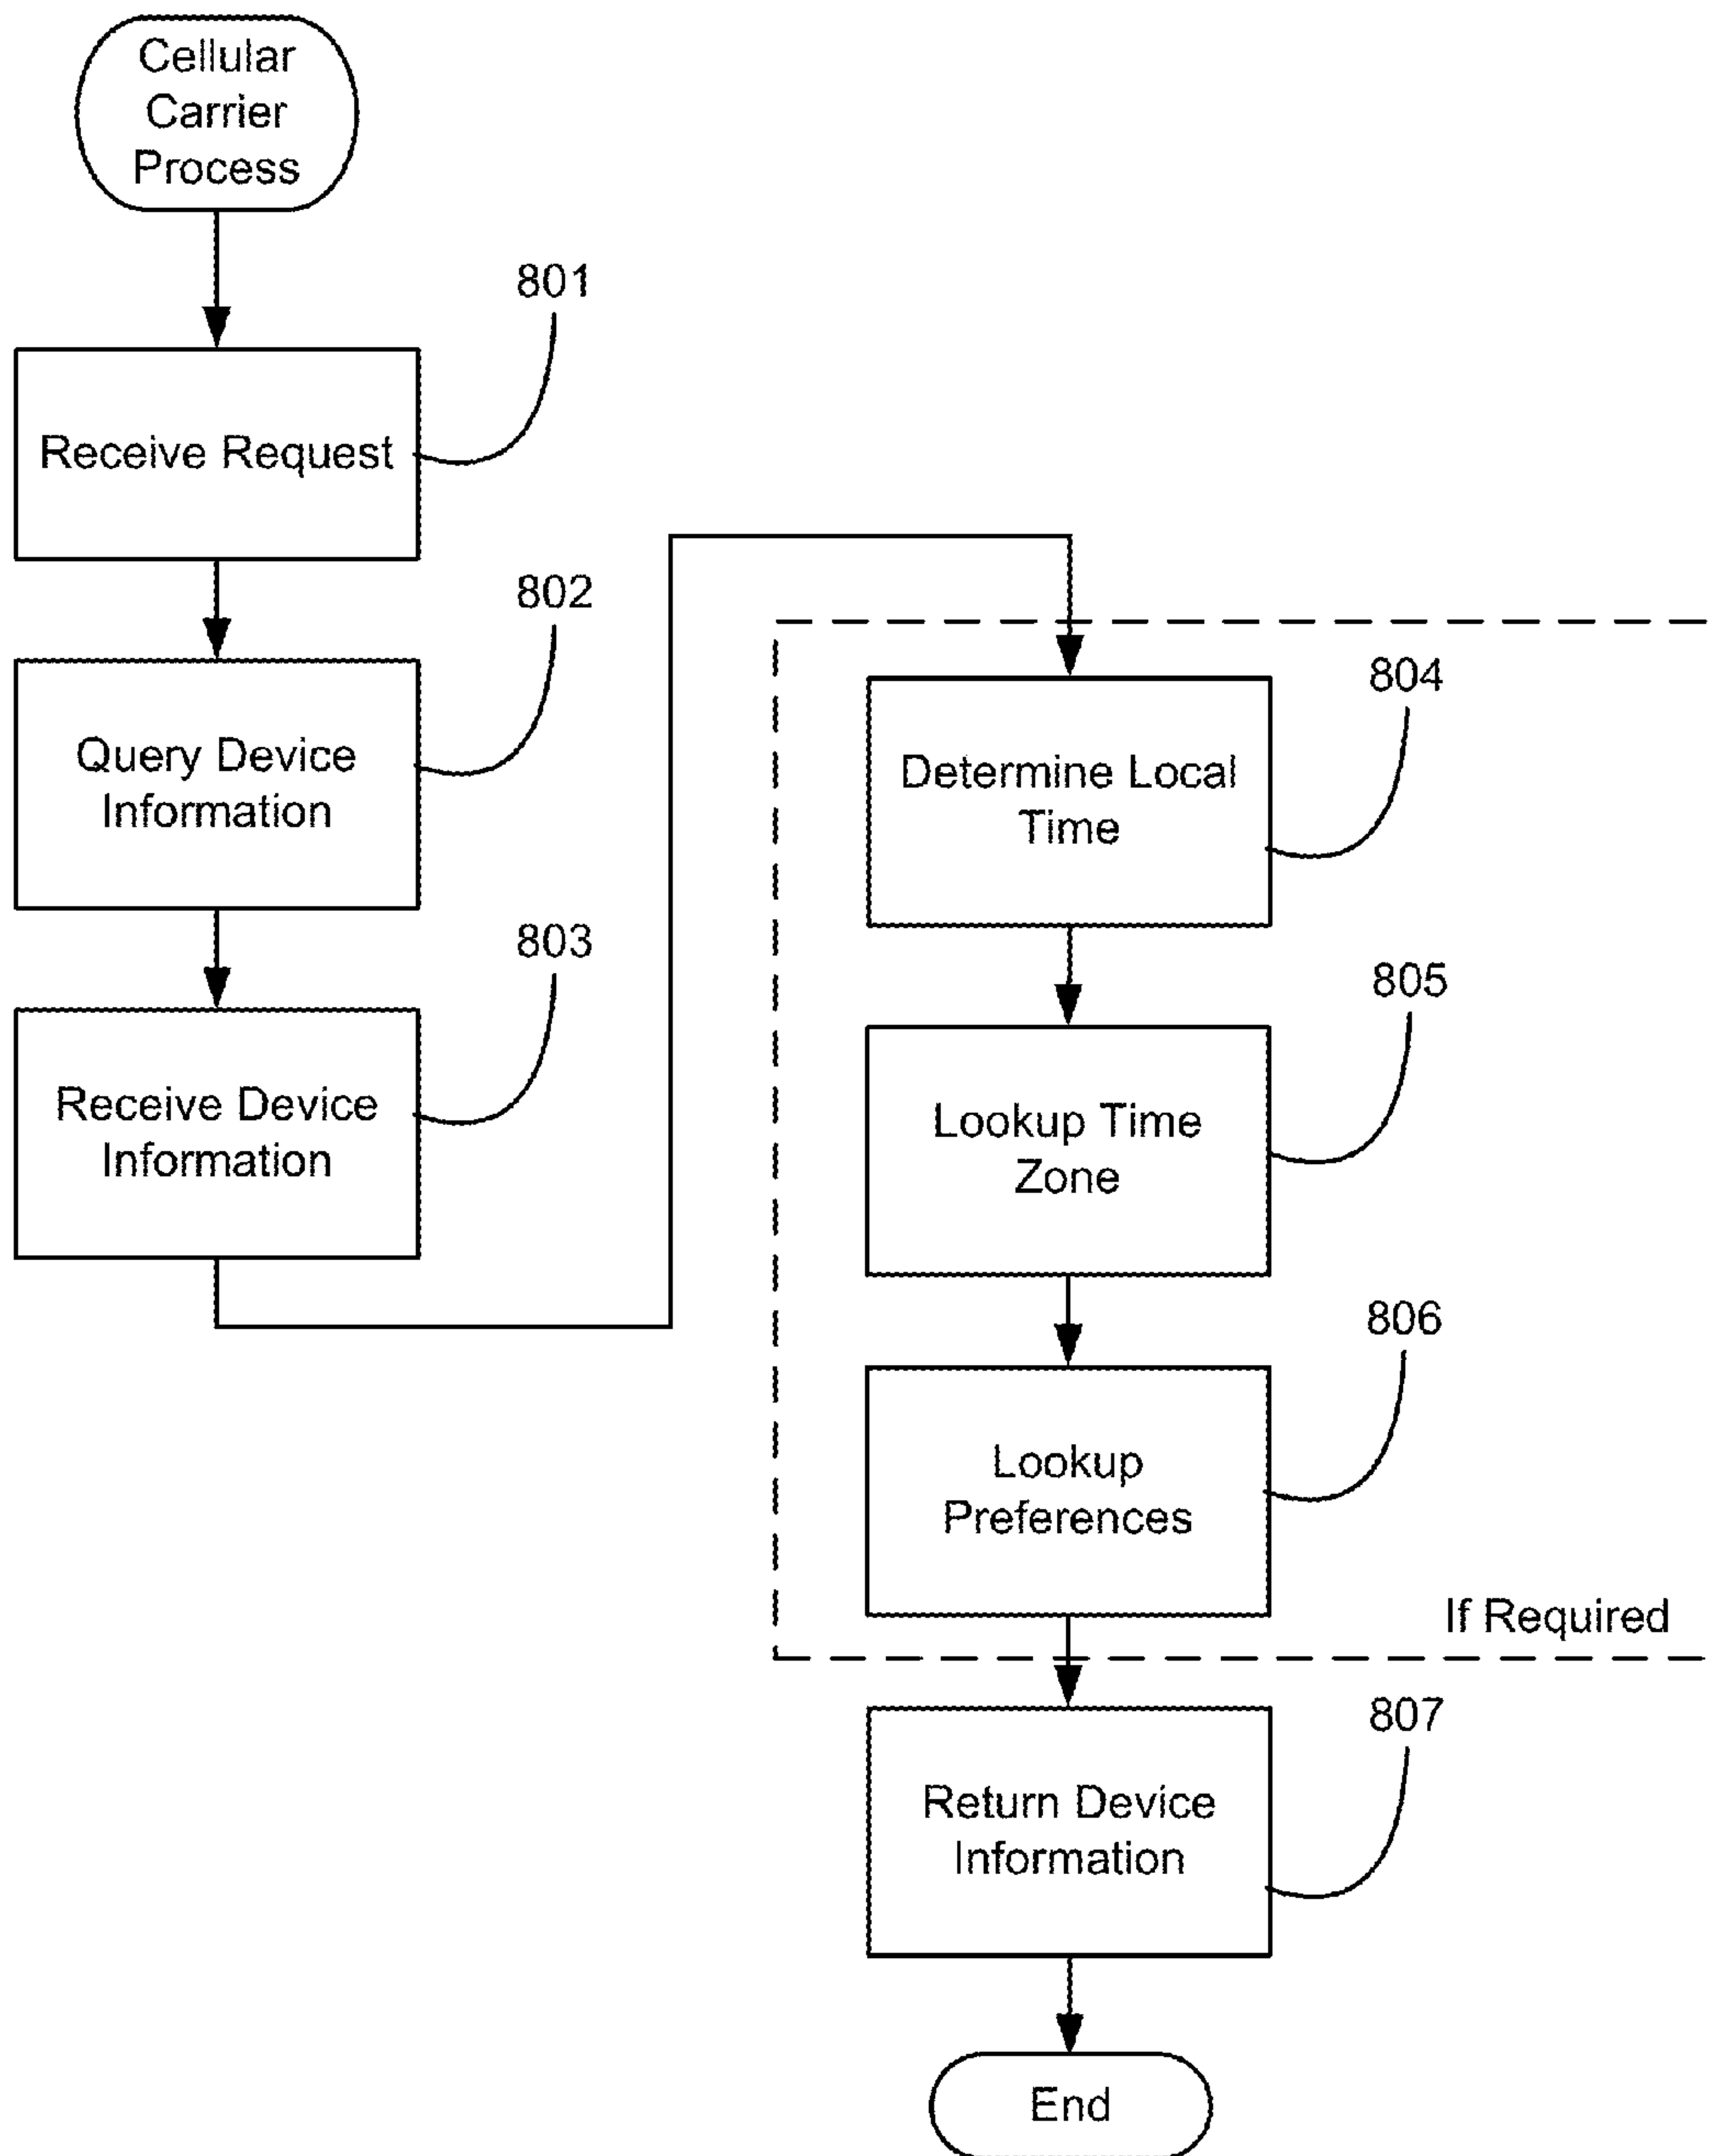 Cellular
Carrier
Process
801
Receive Request
802
Query Device
Information
803
Receive Device
Information
804
Determine Local
Time
805
Lookup Time
Zone
806
Lookup
Preferences
If Required
807
Return Device
Information
End